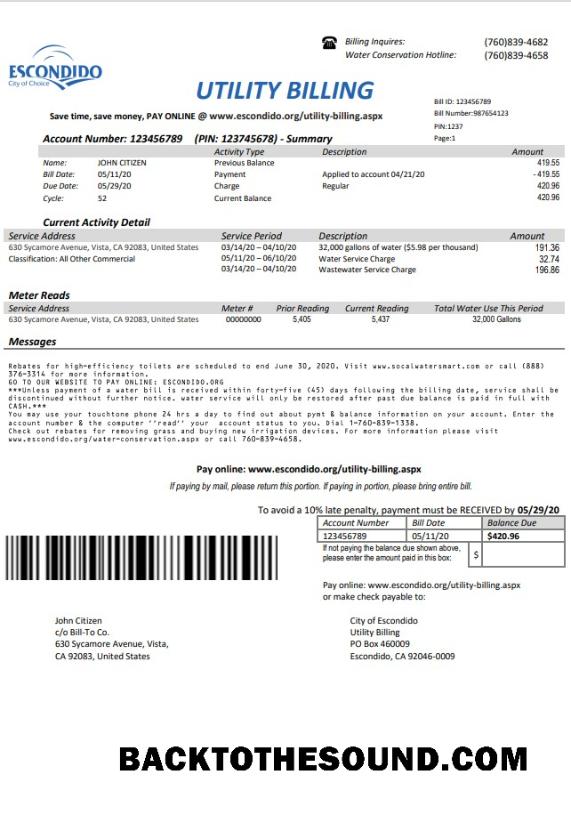 Billing Inquires: (760)839-4682
Water Conservation Hotline: (760)839-4658
ESCONDIDO
City of Choice
UTILITY BILLING
Save time, save money, PAY ONLINE @ www.escondido.org/utility-billing.aspx
Bill ID: 123456789
Bill Number:987654123
PIN:1237
Page:1
Account Number: 123456789 (PIN: 123745678) - Summary
Activity Type Description Amount
Name: JOHN CITIZEN Previous Balance 419.55
Bill Date: 05/11/20 Payment Applied to account 04/21/20 - 419.55
Due Date: 05/29/20 Charge Regular 420.96
Cycle: 52 Current Balance 420.96
Current Activity Detail
Service Address Service Period Description Amount
630 Sycamore Avenue, Vista, CA 92083, United States 03/14/20 – 04/10/20 32,000 gallons of water ($5.98 per thousand) 191.36
Classification: All Other Commercial 05/11/20 – 06/10/20 Water Service Charge 32.74
03/14/20 – 04/10/20 Wastewater Service Charge 196.86
Meter Reads
Service Address Meter # Prior Reading Current Reading Total Water Use This Period
630 Sycamore Avenue, Vista, CA 92083, United States 00000000 5,405 5,437 32,000 Gallons
Messages
Rebates for high-efficiency toilets are scheduled to end June 30, 2020. Visit www.socalwatersmart.com or call (888)
376-3314 for more information.
GO TO OUR WEBSITE TO PAY ONLINE: ESCONDIDO.ORG
***Unless payment of a water bill is received within forty-five (45) days following the billing date, service shall be
discontinued without further notice. water service will only be restored after past due balance is paid in full with
CASH.***
You may use your touchtone phone 24 hrs a day to find out about pymt & balance information on your account. Enter the
account number & the computer ''read'' your account status to you. Dial 1-760-839-1338.
Check out rebates for removing grass and buying new irrigation devices. For more information please visit
www.escondido.org/water-conservation.aspx or call 760-839-4658.
Pay online: www.escondido.org/utility-billing.aspx
If paying by mail, please return this portion. If paying in portion, please bring entire bill.
To avoid a 10% late penalty, payment must be RECEIVED by 05/29/20
Account Number Bill Date Balance Due
123456789 05/11/20 $420.96
If not paying the balance due shown above,
please enter the amount paid in this box: $
Pay online: www.escondido.org/utility-billing.aspx
or make check payable to:
John Citizen
c/o Bill-To Co.
630 Sycamore Avenue, Vista,
CA 92083, United States
City of Escondido
Utility Billing
PO Box 460009
Escondido, CA 92046-0009
BACKTOTHESOUND.COM